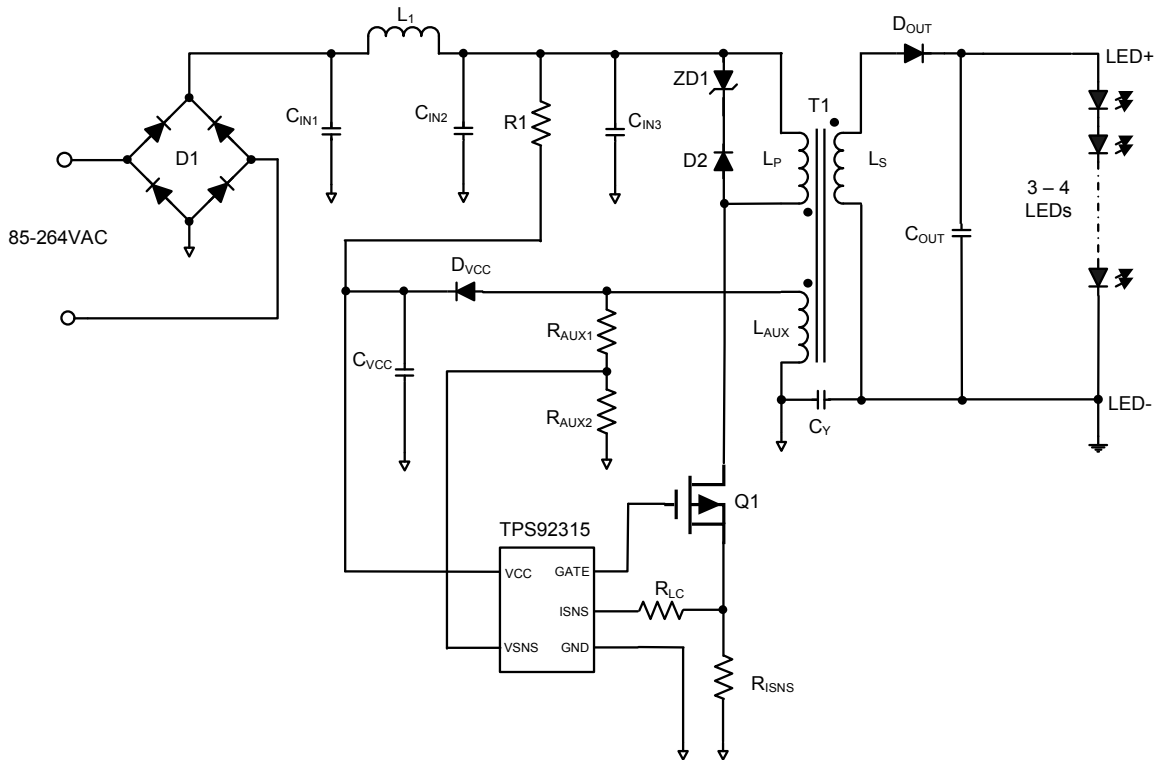 L1
DOUT
LED+
ZD1
T1
CIN1
CIN2
R1
CIN3
D1
D2
LP
LS
3 – 4
LEDs
85-264VAC
COUT
DVCC
RAUX1
LAUX
CVCC
RAUX2
CY
LED-
Q1
TPS92315
VCC
GATE
RLC
ISNS
VSNS
GND
RISNS